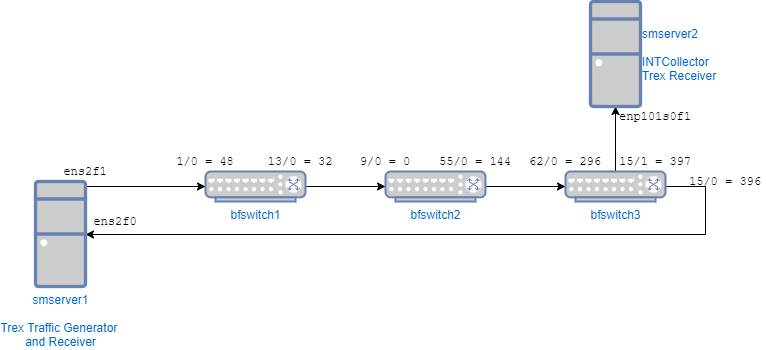 smserver2
INTCollector
Trex Receiver
enp101s0f1
1/0 = 48
13/0 = 32
9/0 = 0
55/0 = 144
62/0 = 296
15/1 = 397
ens2f1
15/0 = 396
bfswitch1
bfswitch2
bfswitch3
ens2f0
smserver1
Trex Traffic Generator
and Receiver